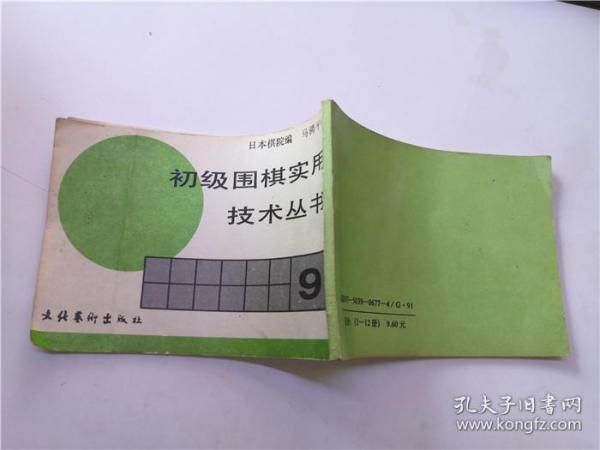 日本棋院编
初级围棋实用
技术丛书
9
文化艺术出版社
7-5039-0677-4/G·91
(1—12册) 9.60元
孔夫子旧书网
www.kongfz.com